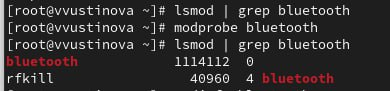 [root@vvustinova ~]# lsmod | grep bluetooth
[root@vvustinova ~]# modprobe bluetooth
[root@vvustinova ~]# lsmod | grep bluetooth
bluetooth 1114112 0
rfkill 40960 4 bluetooth